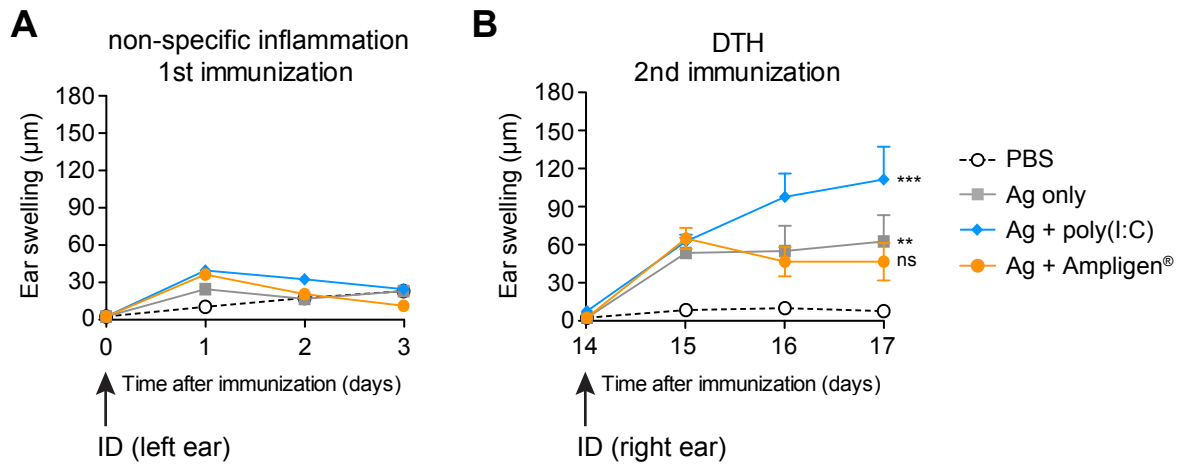 A
non-specific inflammation
1st immunization
Ear swelling (µm)
180
150
120
90
60
30
0
0 1 2 3
Time after immunization (days)
ID (left ear)
B
DTH
2nd immunization
Ear swelling (µm)
180
150
120
90
60
30
0
***
**
ns
14 15 16 17
Time after immunization (days)
ID (right ear)
PBS
Ag only
Ag + poly(I:C)
Ag + Ampligen®